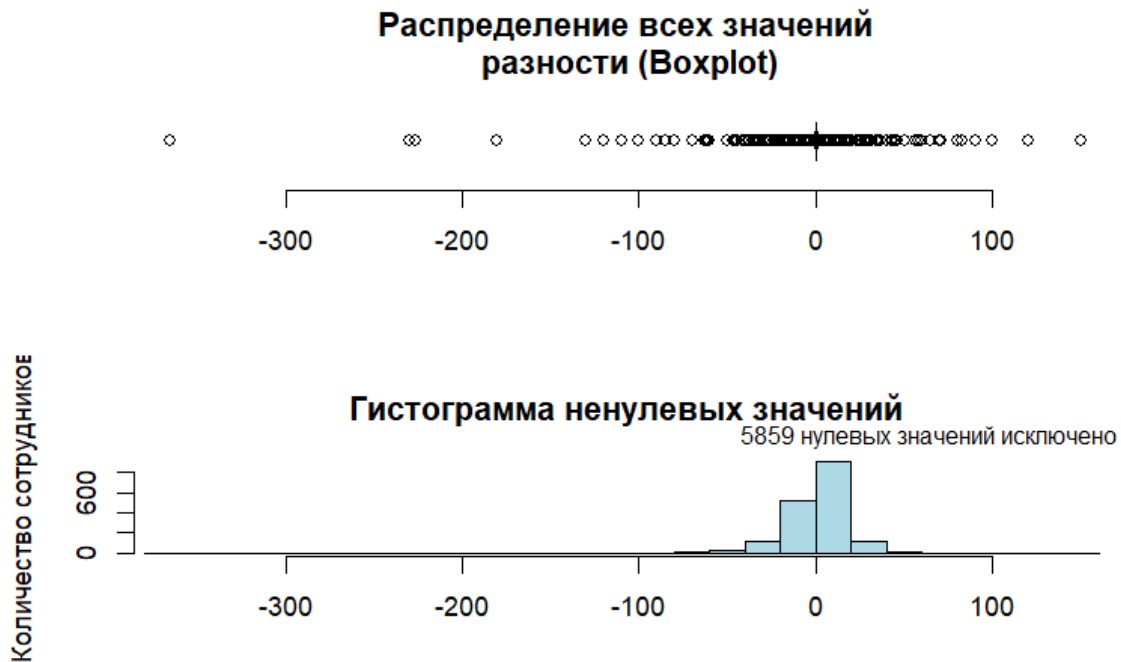 Распределение всех значений
разности (Boxplot)
-300 -200 -100 0 100
Гистограмма ненулевых значений
5859 нулевых значений исключено
Количество сотрудников
600
0
-300 -200 -100 0 100